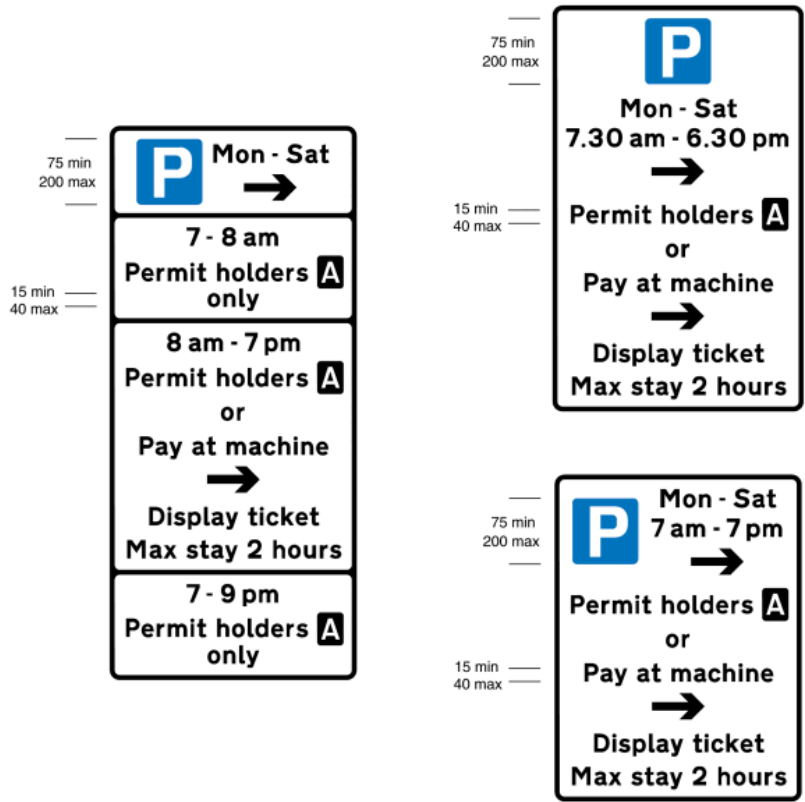 75 min
200 max
P
Mon - Sat
7 - 8 am
Permit holders A
only
15 min
40 max
8 am - 7 pm
Permit holders A
or
Pay at machine
Display ticket
Max stay 2 hours
7 - 9 pm
Permit holders A
only
75 min
200 max
P
Mon - Sat
7.30 am - 6.30 pm
15 min
40 max
Permit holders A
or
Pay at machine
Display ticket
Max stay 2 hours
75 min
200 max
P
Mon - Sat
7 am - 7 pm
Permit holders A
or
15 min
40 max
Pay at machine
Display ticket
Max stay 2 hours